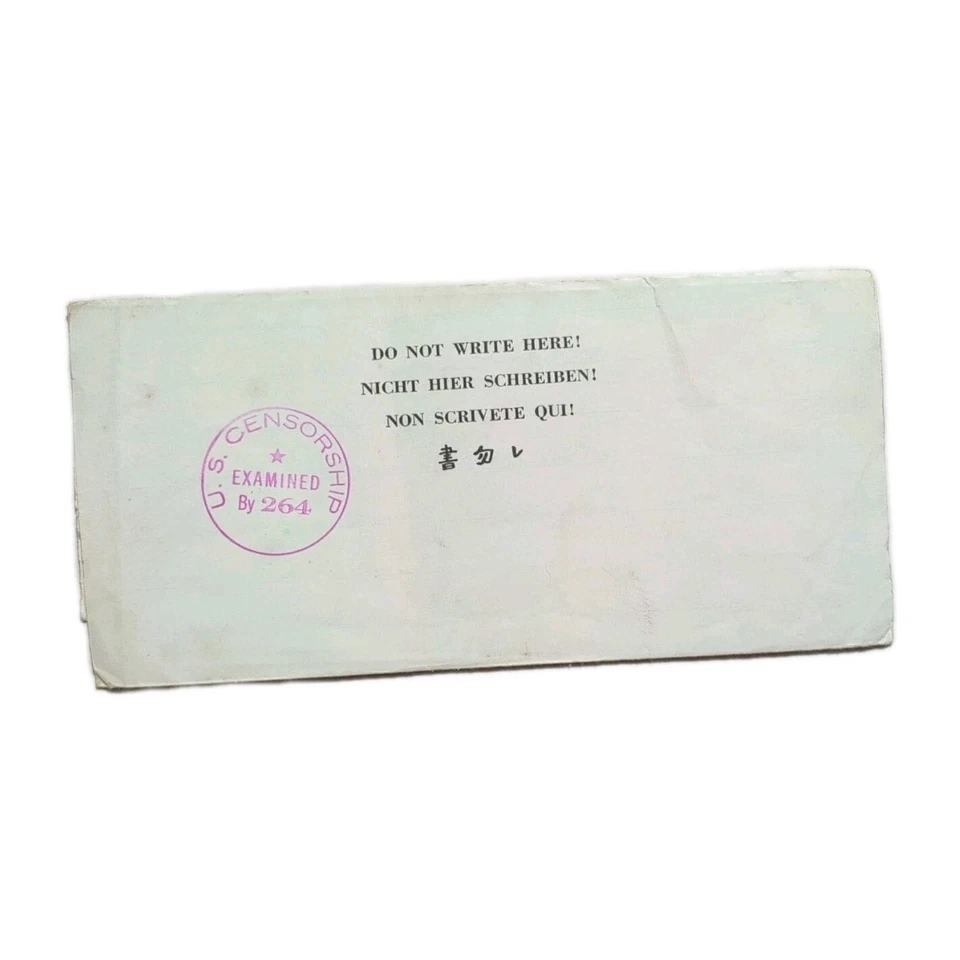 DO NOT WRITE HERE!
NICHT HIER SCHREIBEN!
NON SCRIVETE QUI!
書勿レ
U.S. CENSORSHIP
EXAMINED
By 264